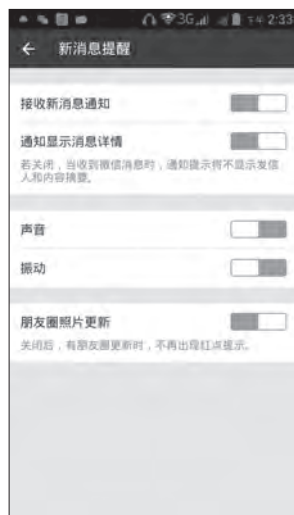 3G 下午 2:33
新消息提醒
接收新消息通知
通知显示消息详情
若关闭，当收到微信消息时，通知提示将不显示发信
人和内容摘要。
声音
振动
朋友圈照片更新
关闭后，有朋友圈更新时，不再出现红点提示。